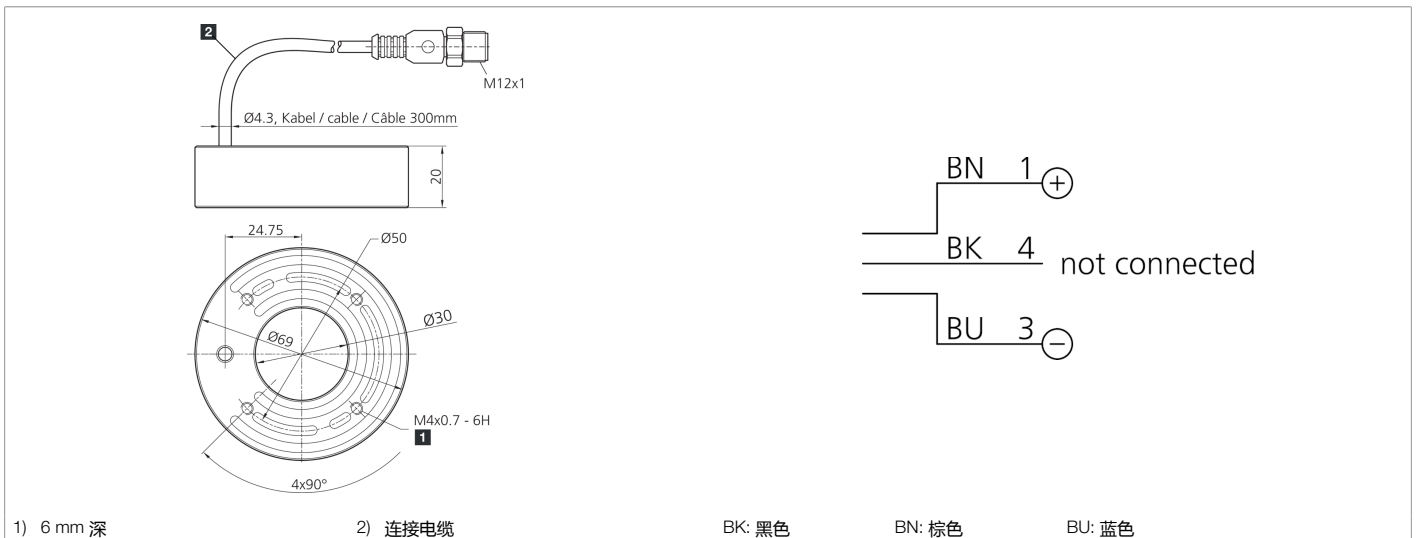 2
M12x1
Ø4.3, Kabel / cable / Câble 300mm
20
24.75
Ø50
Ø30
Ø69
M4x0.7 - 6H
1
4x90°
BN 1 +
BK 4 not connected
BU 3 −
1) 6 mm 深 2) 连接电缆 BK: 黑色 BN: 棕色 BU: 蓝色